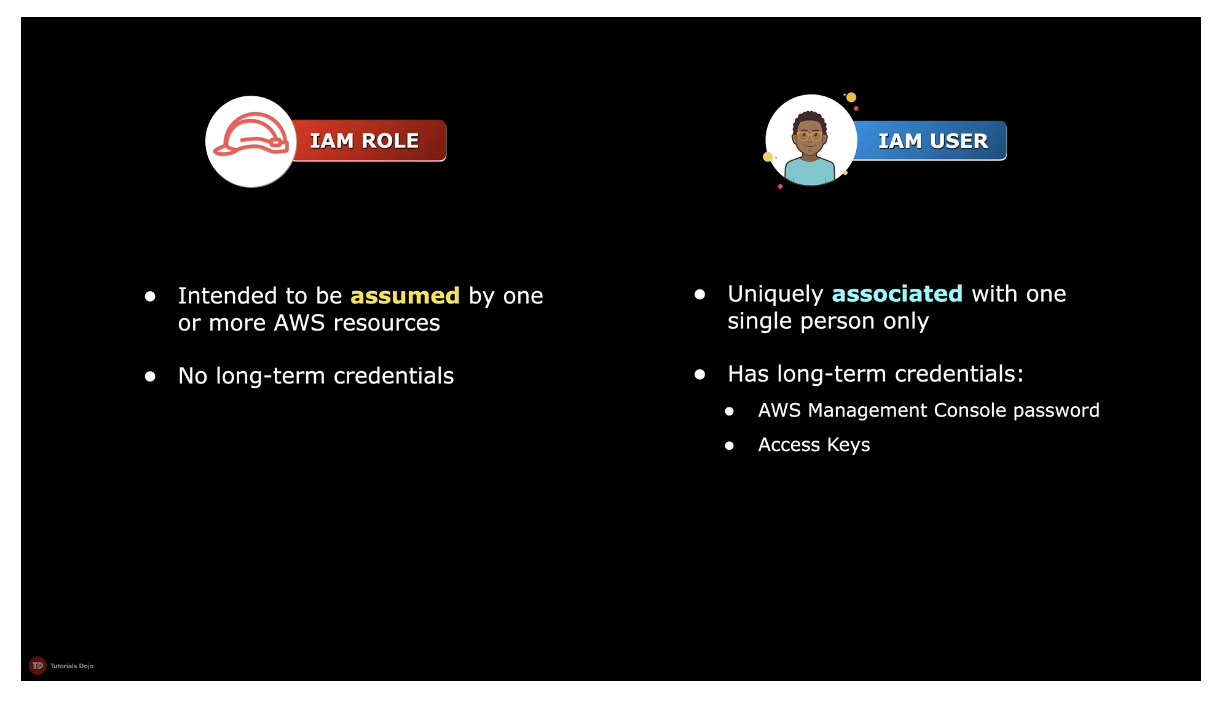 IAM ROLE
● Intended to be assumed by one
or more AWS resources
● No long-term credentials
IAM USER
● Uniquely associated with one
single person only
● Has long-term credentials:
● AWS Management Console password
● Access Keys
TD Tutorials Dojo